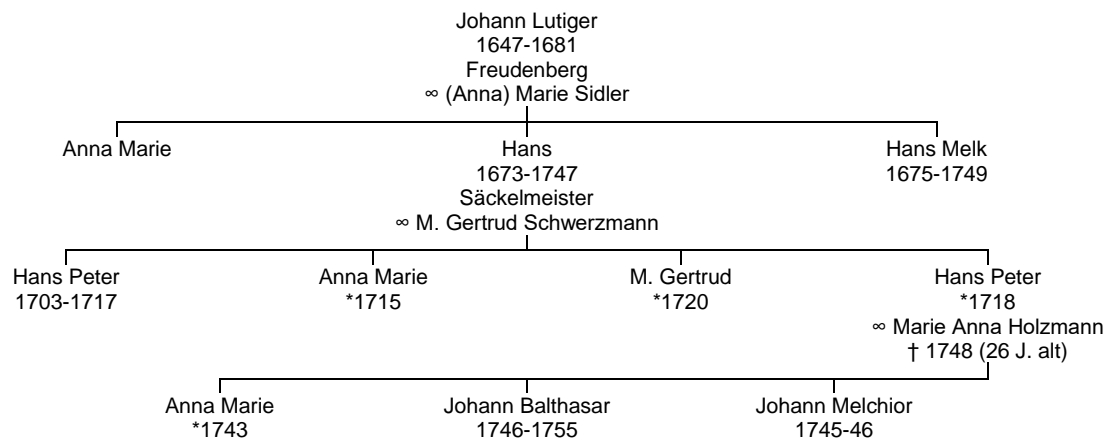 Johann Lutiger
1647-1681
Freudenberg
∞ (Anna) Marie Sidler
Anna Marie
Hans
1673-1747
Säckelmeister
∞ M. Gertrud Schwerzmann
Hans Melk
1675-1749
Hans Peter
1703-1717
Anna Marie
*1715
M. Gertrud
*1720
Hans Peter
*1718
∞ Marie Anna Holzmann
† 1748 (26 J. alt)
Anna Marie
*1743
Johann Balthasar
1746-1755
Johann Melchior
1745-46